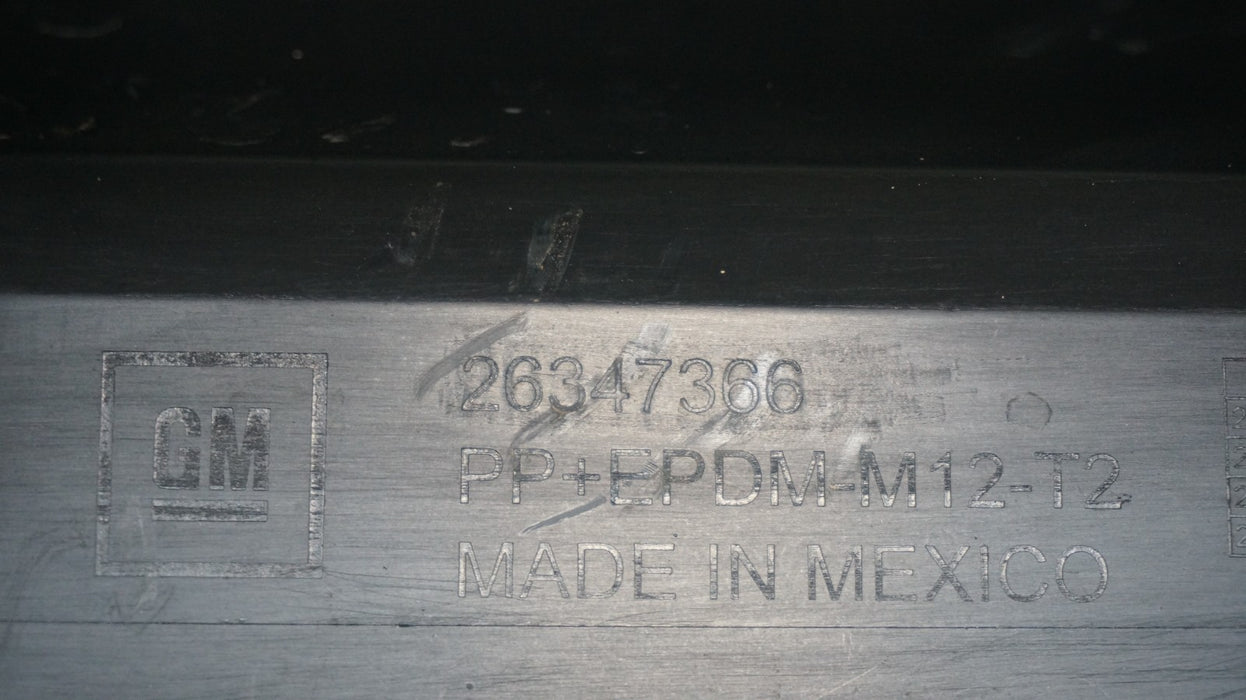 GM
26347366
PP+EPDM-M12-T2
MADE IN MEXICO